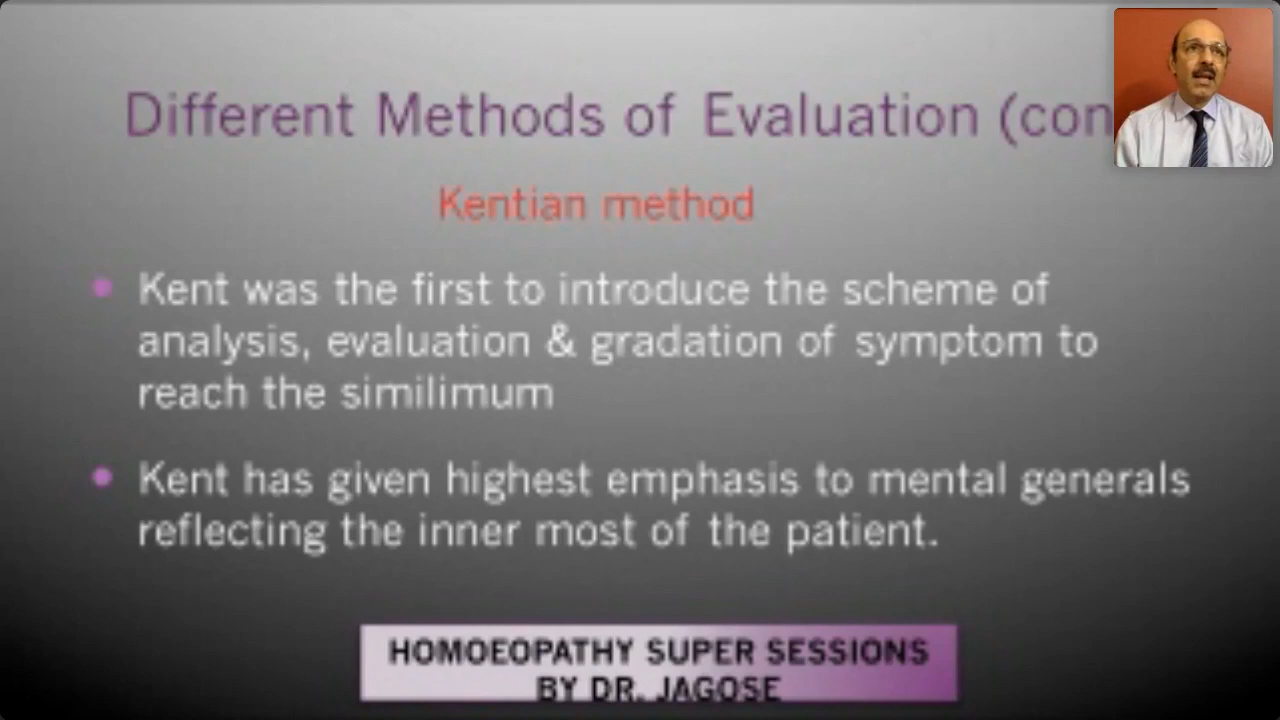 Different Methods of Evaluation (con
Kentian method
Kent was the first to introduce the scheme of
analysis, evaluation & gradation of symptom to
reach the similimum
Kent has given highest emphasis to mental generals
reflecting the inner most of the patient.
HOMOEOPATHY SUPER SESSIONS
BY DR. JAGOSE